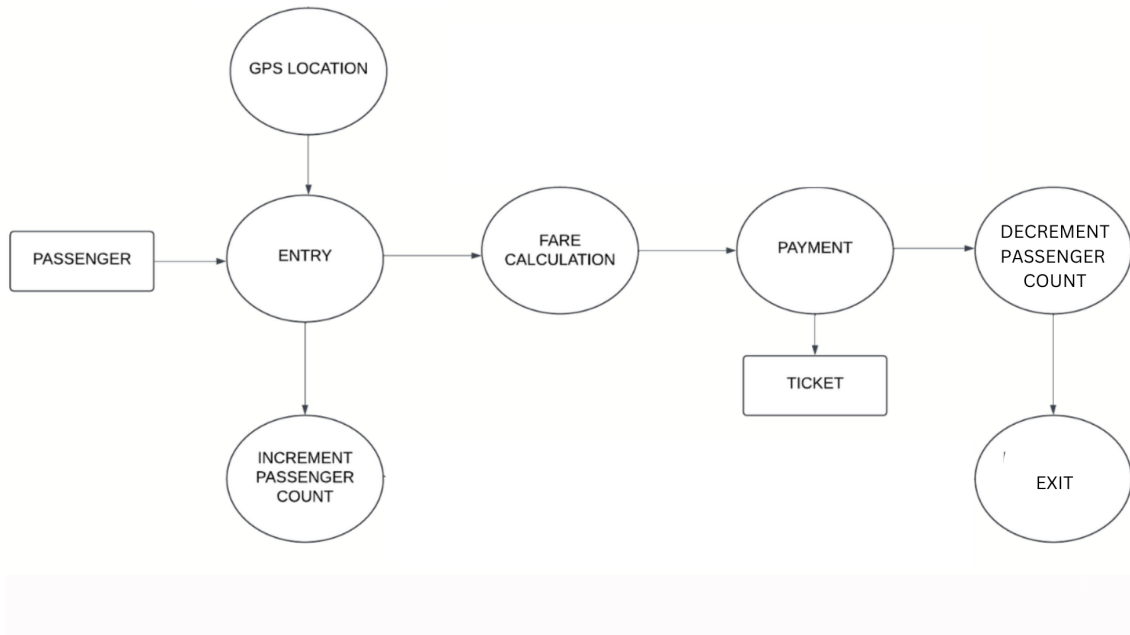 GPS LOCATION
PASSENGER
ENTRY
FARE
CALCULATION
PAYMENT
DECREMENT
PASSENGER
COUNT
TICKET
INCREMENT
PASSENGER
COUNT
EXIT